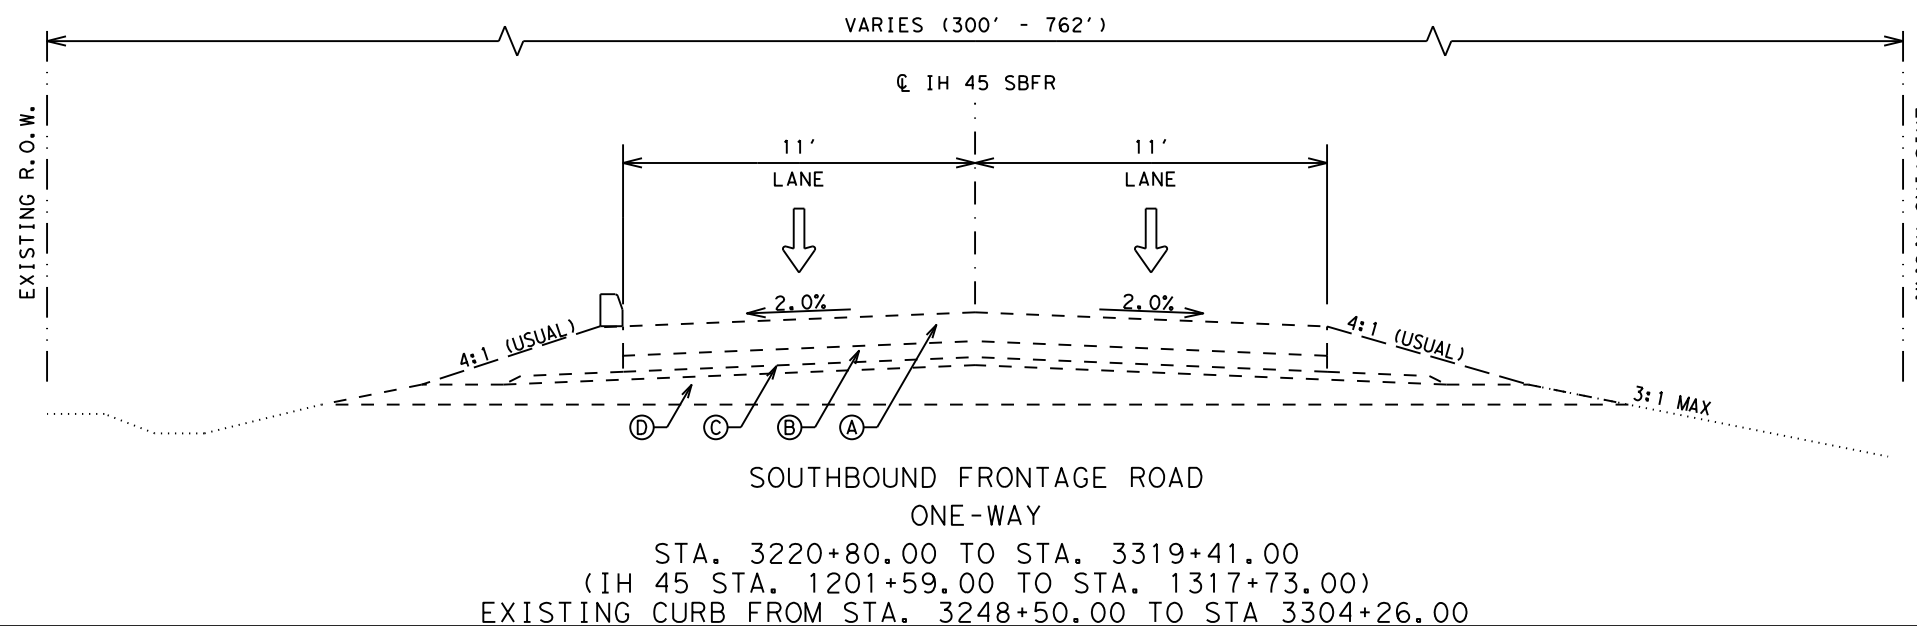 VARIES (300' - 762')
℄ IH 45 SBFR
EXISTING R.O.W.
11'
11'
LANE
LANE
2.0%
2.0%
4:1 (USUAL)
4:1 (USUAL)
3:1 MAX
D
C
B
A
SOUTHBOUND FRONTAGE ROAD
ONE-WAY
STA. 3220+80.00 TO STA. 3319+41.00
(IH 45 STA. 1201+59.00 TO STA. 1317+73.00)
EXISTING CURB FROM STA. 3248+50.00 TO STA 3304+26.00